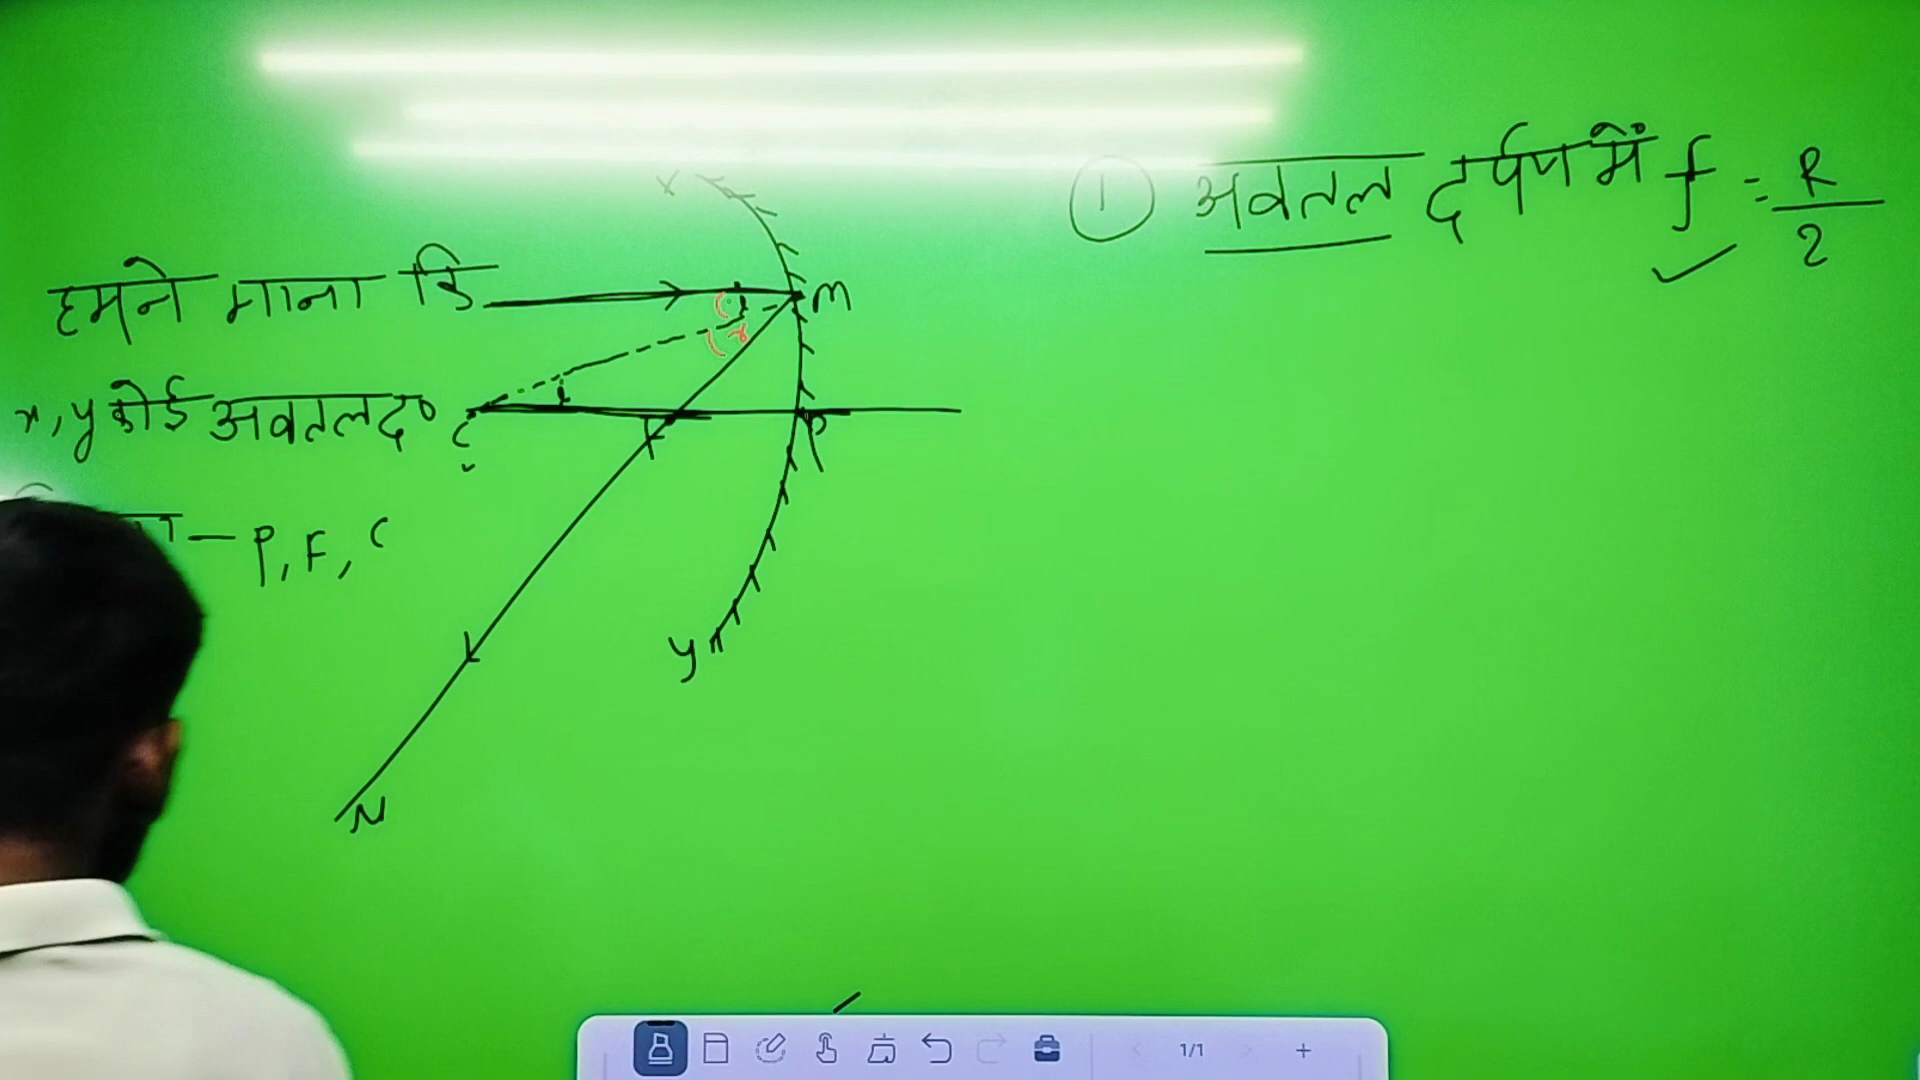 ① अवतल दर्पण में f = R/2
x
हमने माना कि
i
M
r
x, y कोई अवतल द०
i
C
F
P
– P, F, C
y
N
1/1